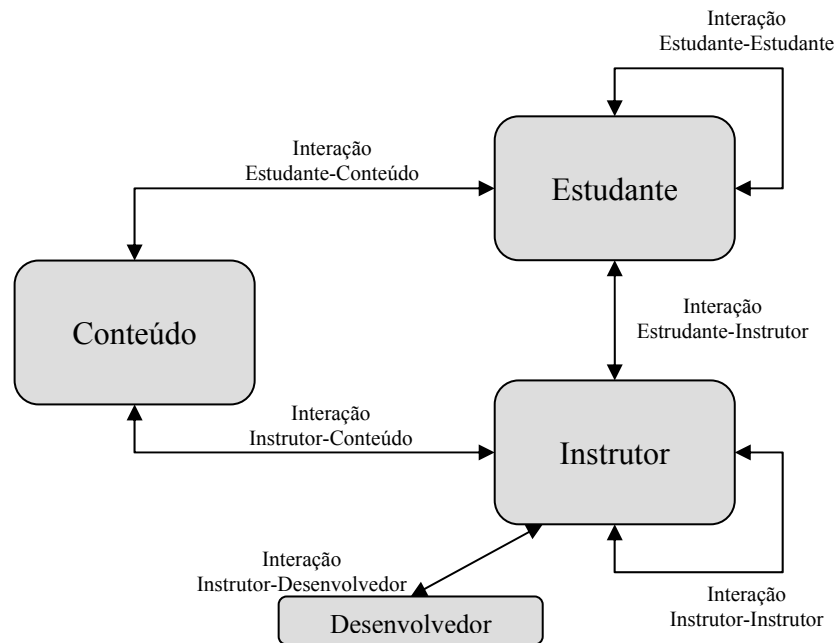 Interação
Estudante-Estudante
Interação
Estudante-Conteúdo
Estudante
Conteúdo
Interação
Estrudante-Instrutor
Interação
Instrutor-Conteúdo
Instrutor
Interação
Instrutor-Desenvolvedor
Interação
Instrutor-Instrutor
Desenvolvedor